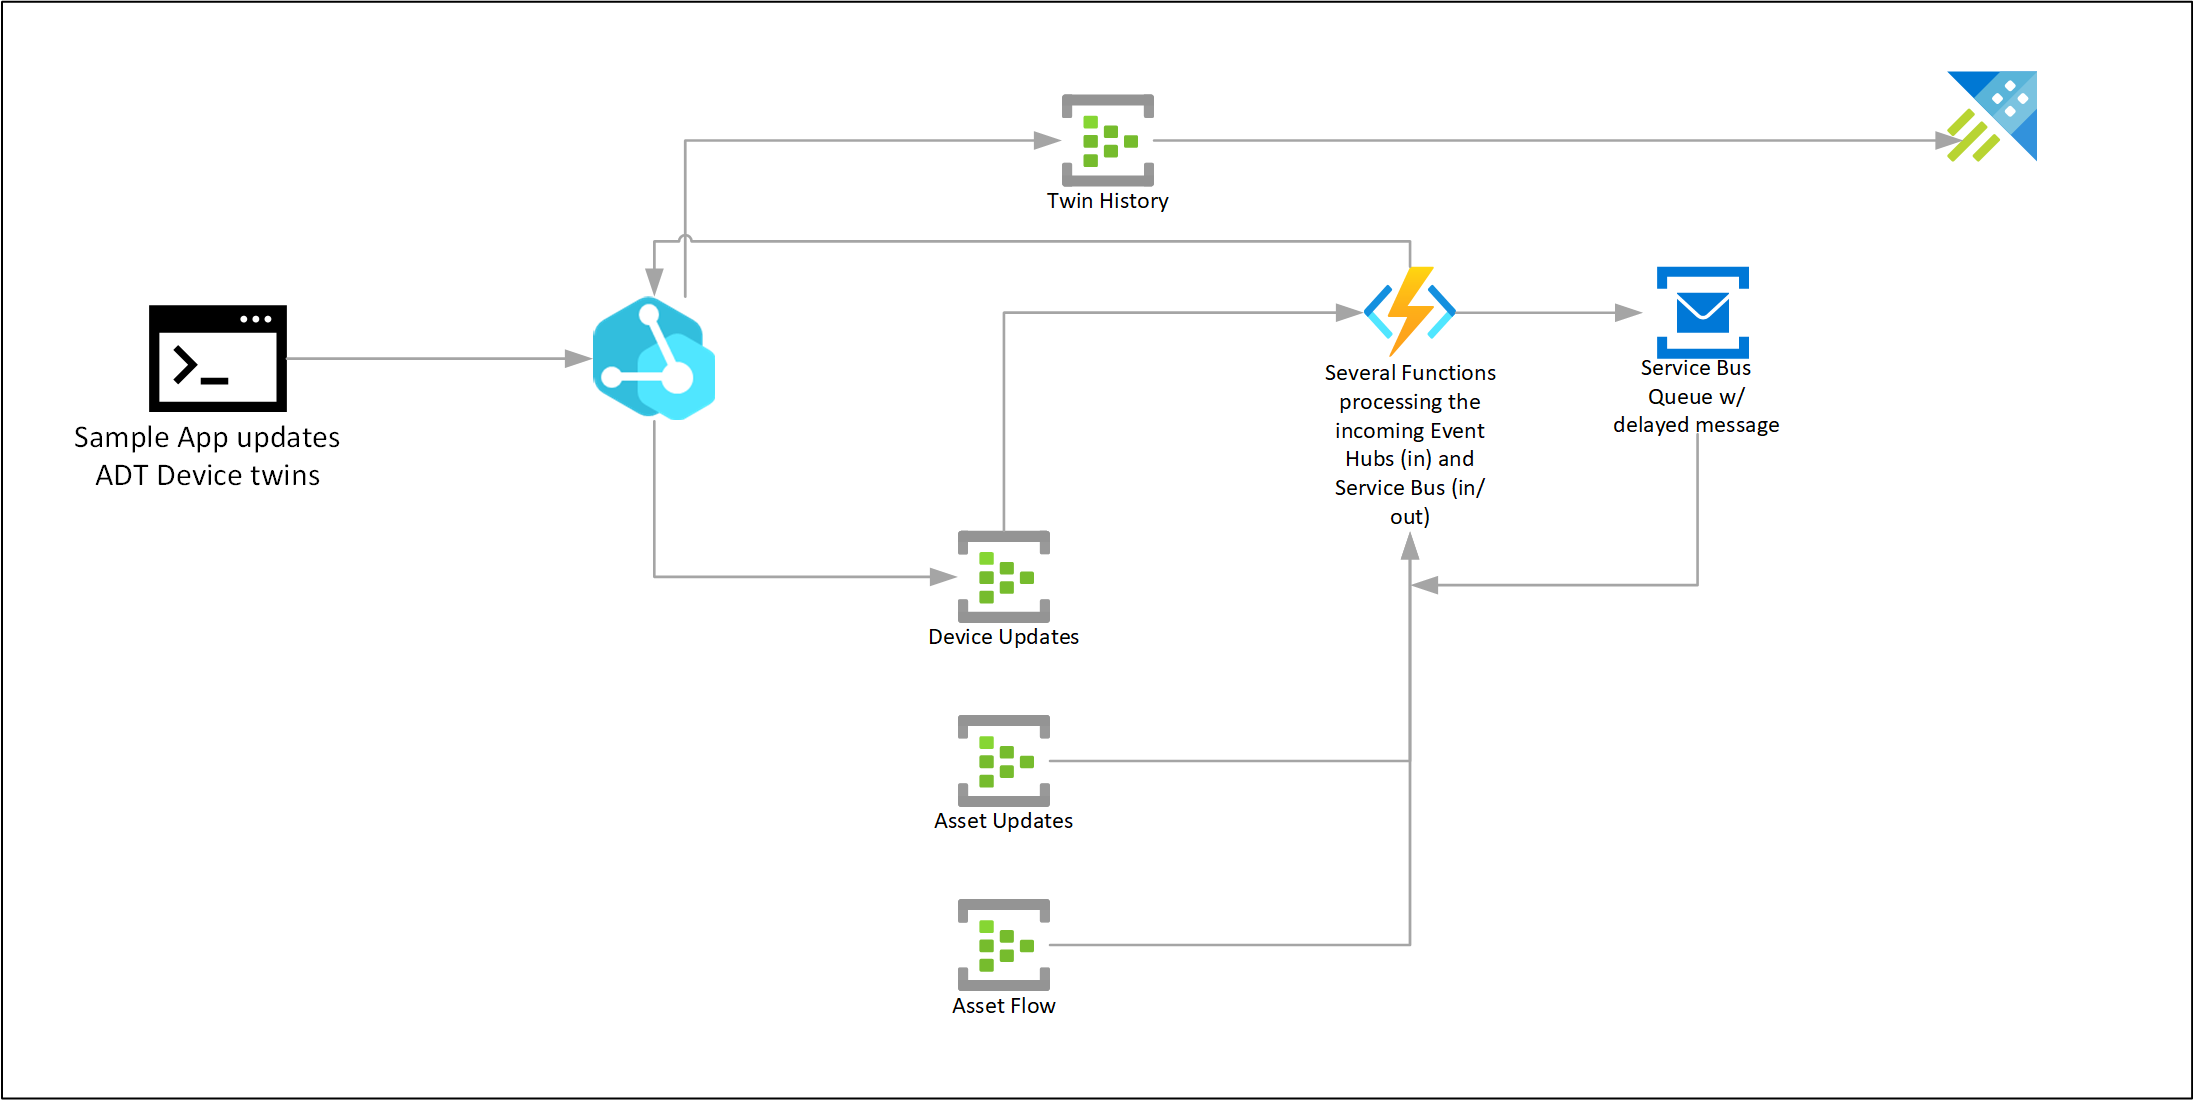 Twin History
Sample App updates
ADT Device twins
Several Functions
processing the
incoming Event
Hubs (in) and
Service Bus (in/
out)
Service Bus
Queue w/
delayed message
Device Updates
Asset Updates
Asset Flow